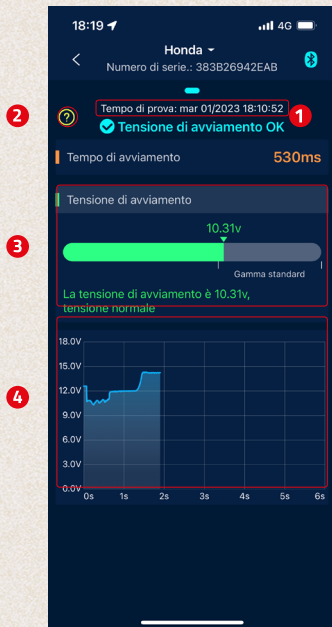 18:19
4G
Honda
Numero di serie.: 383B26942EAB
2
?
Tempo di prova: mar 01/2023 18:10:52
1
Tensione di avviamento OK
Tempo di avviamento
530ms
Tensione di avviamento
10.31v
3
Gamma standard
La tensione di avviamento è 10.31v,
tensione normale
18.0V
15.0V
4
12.0V
9.0V
6.0V
3.0V
0.0V
0s 1s 2s 3s 4s 5s 6s